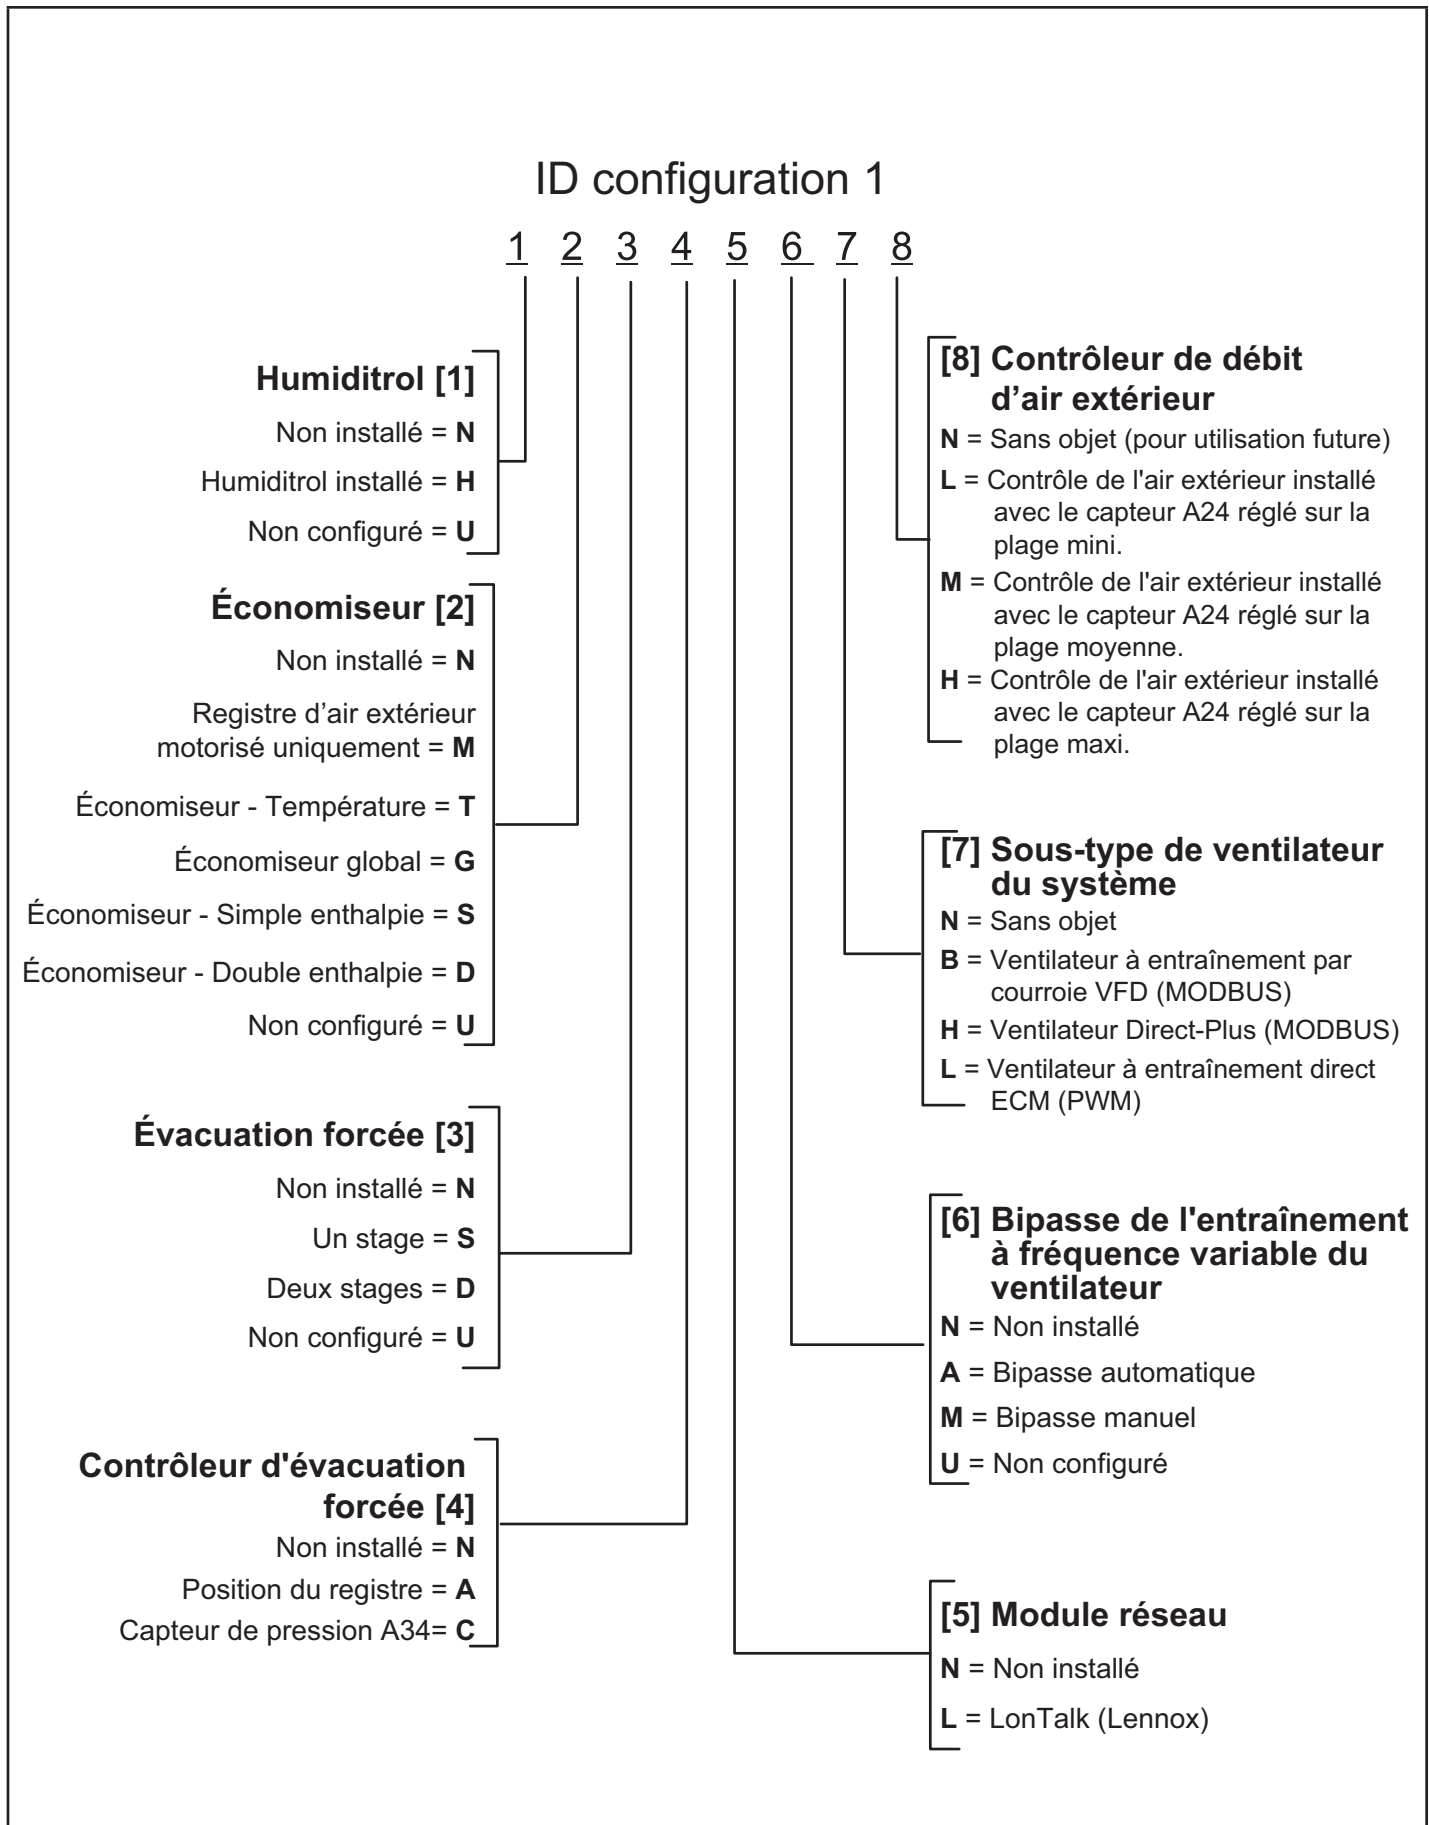 ID configuration 1
1 2 3 4 5 6 7 8
Humiditrol [1]
Non installé = N
Humiditrol installé = H
Non configuré = U
Économiseur [2]
Non installé = N
Registre d’air extérieur
motorisé uniquement = M
Économiseur - Température = T
Économiseur global = G
Économiseur - Simple enthalpie = S
Économiseur - Double enthalpie = D
Non configuré = U
Évacuation forcée [3]
Non installé = N
Un stage = S
Deux stages = D
Non configuré = U
Contrôleur d'évacuation
forcée [4]
Non installé = N
Position du registre = A
Capteur de pression A34= C
[8] Contrôleur de débit
d’air extérieur
N = Sans objet (pour utilisation future)
L = Contrôle de l'air extérieur installé
avec le capteur A24 réglé sur la
plage mini.
M = Contrôle de l'air extérieur installé
avec le capteur A24 réglé sur la
plage moyenne.
H = Contrôle de l'air extérieur installé
avec le capteur A24 réglé sur la
plage maxi.
[7] Sous-type de ventilateur
du système
N = Sans objet
B = Ventilateur à entraînement par
courroie VFD (MODBUS)
H = Ventilateur Direct-Plus (MODBUS)
L = Ventilateur à entraînement direct
ECM (PWM)
[6] Bipasse de l'entraînement
à fréquence variable du
ventilateur
N = Non installé
A = Bipasse automatique
M = Bipasse manuel
U = Non configuré
[5] Module réseau
N = Non installé
L = LonTalk (Lennox)